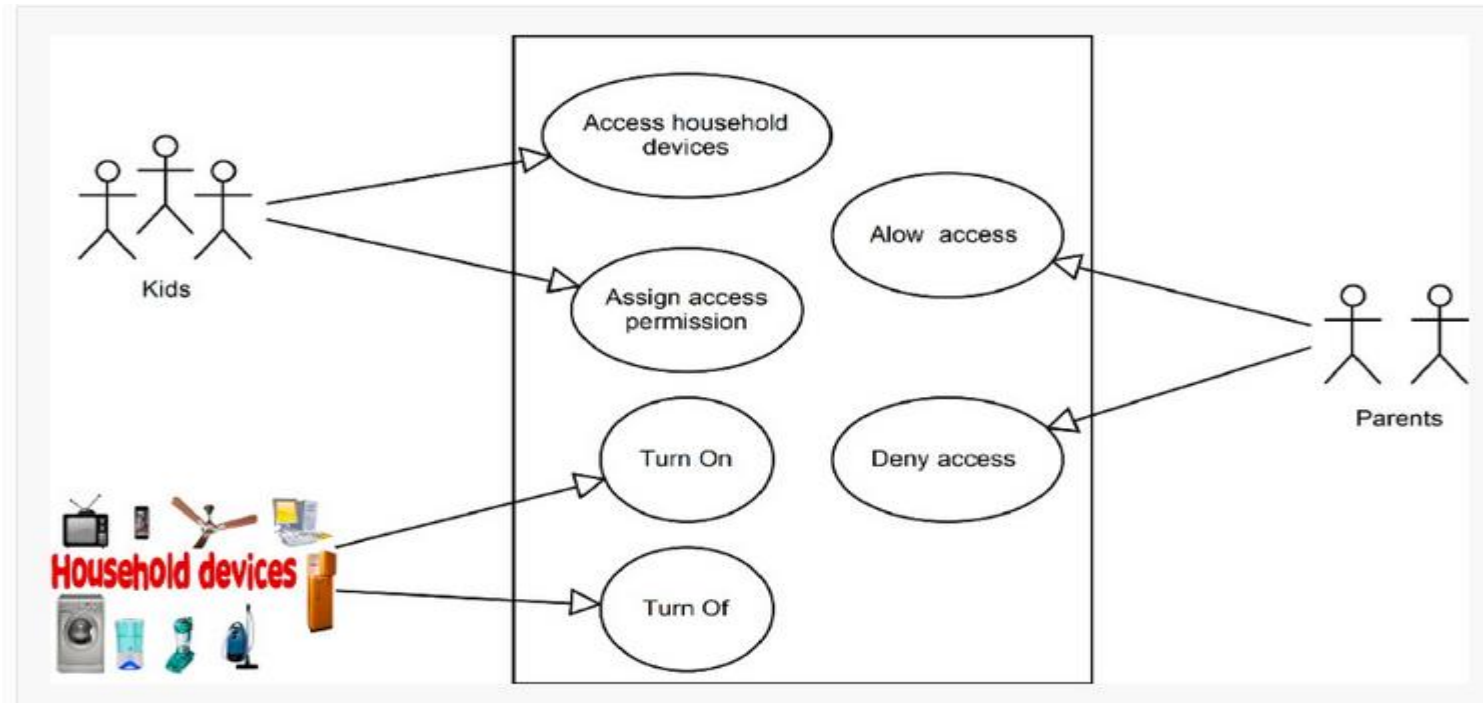 Access household
devices
Alow access
Kids
Assign access
permission
Parents
Turn On
Deny access
Household devices
Turn Of